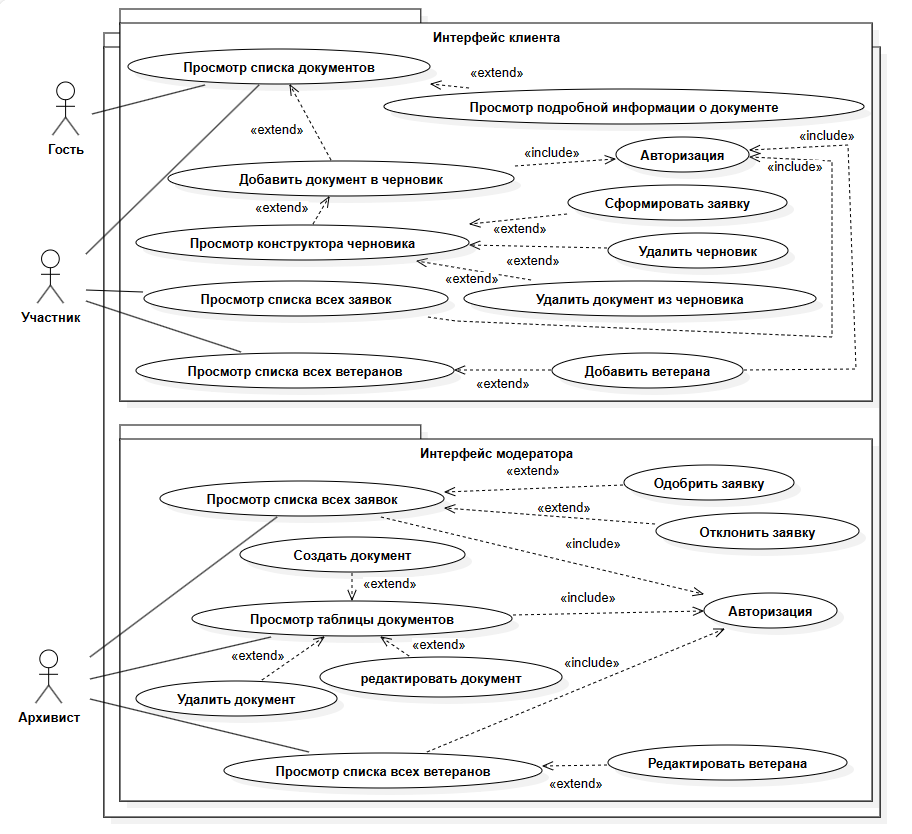 Интерфейс клиента
Просмотр списка документов
«extend»
Просмотр подробной информации о документе
Гость
«extend»
«include»
«include»
Авторизация
«include»
Добавить документ в черновик
«extend»
Сформировать заявку
«extend»
Просмотр конструктора черновика
Удалить черновик
«extend»
«extend»
Участник
Просмотр списка всех заявок
Удалить документ из черновика
Просмотр списка всех ветеранов
«extend»
Добавить ветерана
Интерфейс модератора
«extend»
Одобрить заявку
Просмотр списка всех заявок
«extend»
Отклонить заявку
«include»
Создать документ
«extend»
«include»
Авторизация
Просмотр таблицы документов
«extend»
«extend»
«include»
редактировать документ
Удалить документ
Архивист
Просмотр списка всех ветеранов
Редактировать ветерана
«extend»